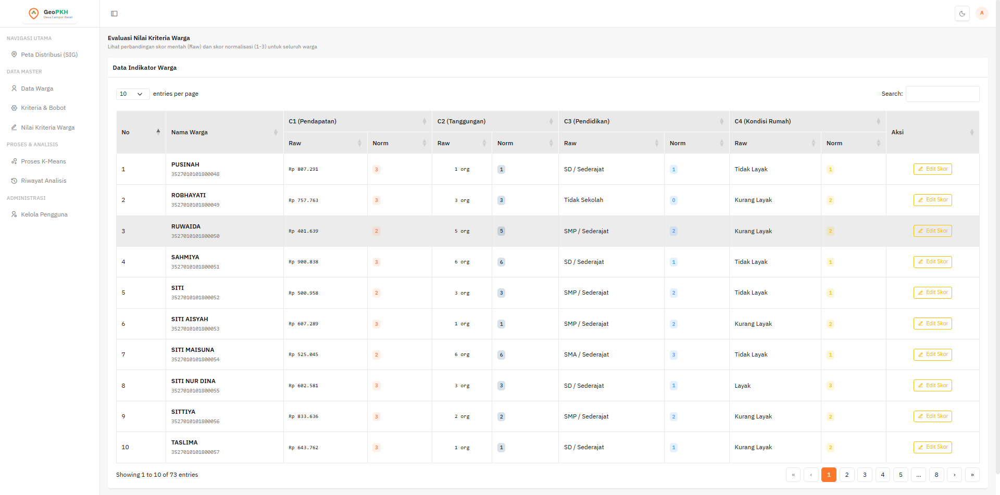 GeoPKH
Desa Campor Barat
A
NAVIGASI UTAMA
Peta Distribusi (SIG)
DATA MASTER
Data Warga
Kriteria & Bobot
Nilai Kriteria Warga
PROSES & ANALISIS
Proses K-Means
Riwayat Analisis
ADMINISTRASI
Kelola Pengguna
Evaluasi Nilai Kriteria Warga
Lihat perbandingan skor mentah (Raw) dan skor normalisasi (1-3) untuk seluruh warga
Data Indikator Warga
10 entries per page Search:
No Nama Warga C1 (Pendapatan) C2 (Tanggungan) C3 (Pendidikan) C4 (Kondisi Rumah) Aksi
Raw Norm Raw Norm Raw Norm Raw Norm
1 PUSINAH Rp 807.291 3 1 org 1 SD / Sederajat 1 Tidak Layak 1 Edit Skor
3527010101800048
2 ROBHAYATI Rp 757.763 3 3 org 3 Tidak Sekolah 0 Kurang Layak 2 Edit Skor
3527010101800049
3 RUWAIDA Rp 401.639 2 5 org 5 SMP / Sederajat 2 Kurang Layak 2 Edit Skor
3527010101800050
4 SAHMIYA Rp 900.838 3 6 org 6 SD / Sederajat 1 Tidak Layak 1 Edit Skor
3527010101800051
5 SITI Rp 500.958 2 3 org 3 SMP / Sederajat 2 Tidak Layak 1 Edit Skor
3527010101800052
6 SITI AISYAH Rp 607.289 3 1 org 1 SMP / Sederajat 2 Kurang Layak 2 Edit Skor
3527010101800053
7 SITI MAISUNA Rp 525.045 2 6 org 6 SMA / Sederajat 3 Tidak Layak 1 Edit Skor
3527010101800054
8 SITI NUR DINA Rp 602.581 3 3 org 3 SD / Sederajat 1 Layak 3 Edit Skor
3527010101800055
9 SITTIYA Rp 833.636 3 2 org 2 SMP / Sederajat 2 Kurang Layak 2 Edit Skor
3527010101800056
10 TASLIMA Rp 643.762 3 1 org 1 SD / Sederajat 1 Kurang Layak 2 Edit Skor
3527010101800057
Showing 1 to 10 of 73 entries « ‹ 1 2 3 4 5 … 8 › »